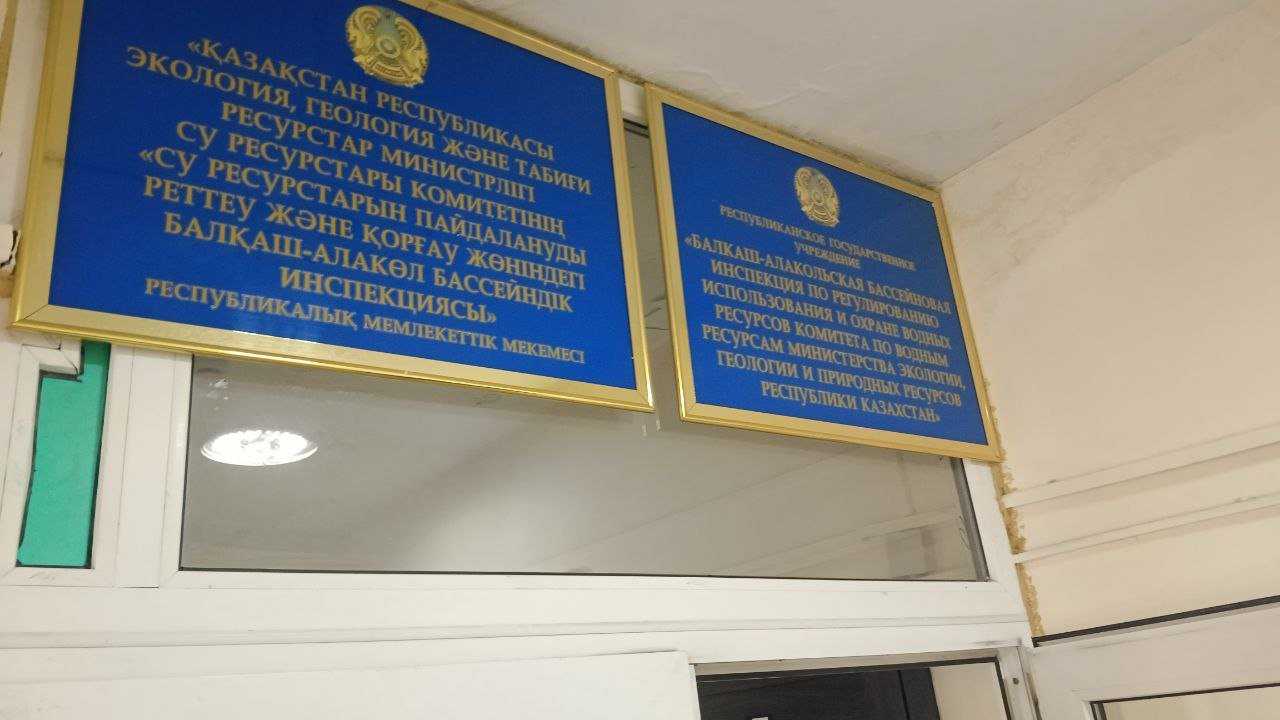 «ҚАЗАҚСТАН РЕСПУБЛИКАСЫ
ЭКОЛОГИЯ, ГЕОЛОГИЯ ЖӘНЕ ТАБИҒИ
РЕСУРСТАР МИНИСТРЛІГІ
СУ РЕСУРСТАРЫ КОМИТЕТІНІҢ
«СУ РЕСУРСТАРЫН ПАЙДАЛАНУДЫ
РЕТТЕУ ЖӘНЕ ҚОРҒАУ ЖӨНІНДЕГІ
БАЛҚАШ-АЛАКӨЛ БАССЕЙНДІК
ИНСПЕКЦИЯСЫ»
РЕСПУБЛИКАЛЫҚ МЕМЛЕКЕТТІК МЕКЕМЕСІ
РЕСПУБЛИКАНСКОЕ ГОСУДАРСТВЕННОЕ
УЧРЕЖДЕНИЕ
«БАЛКАШ-АЛАКОЛЬСКАЯ БАССЕЙНОВАЯ
ИНСПЕКЦИЯ ПО РЕГУЛИРОВАНИЮ
ИСПОЛЬЗОВАНИЯ И ОХРАНЕ ВОДНЫХ
РЕСУРСОВ КОМИТЕТА ПО ВОДНЫМ
РЕСУРСАМ МИНИСТЕРСТВА ЭКОЛОГИИ,
ГЕОЛОГИИ И ПРИРОДНЫХ РЕСУРСОВ
РЕСПУБЛИКИ КАЗАХСТАН»